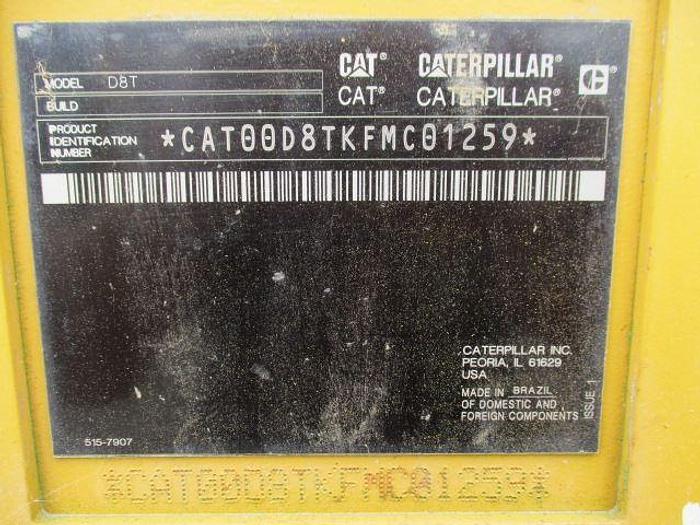 CAT® CATERPILLAR®
CAT® CATERPILLAR®
MODEL D8T
BUILD
PRODUCT IDENTIFICATION NUMBER *CAT00D8TKFMC01259*
CATERPILLAR INC.
PEORIA, IL 61629
USA
MADE IN BRAZIL
OF DOMESTIC AND
FOREIGN COMPONENTS
ISSUE 1
515-7907
*CAT00D8TKFMC01259*